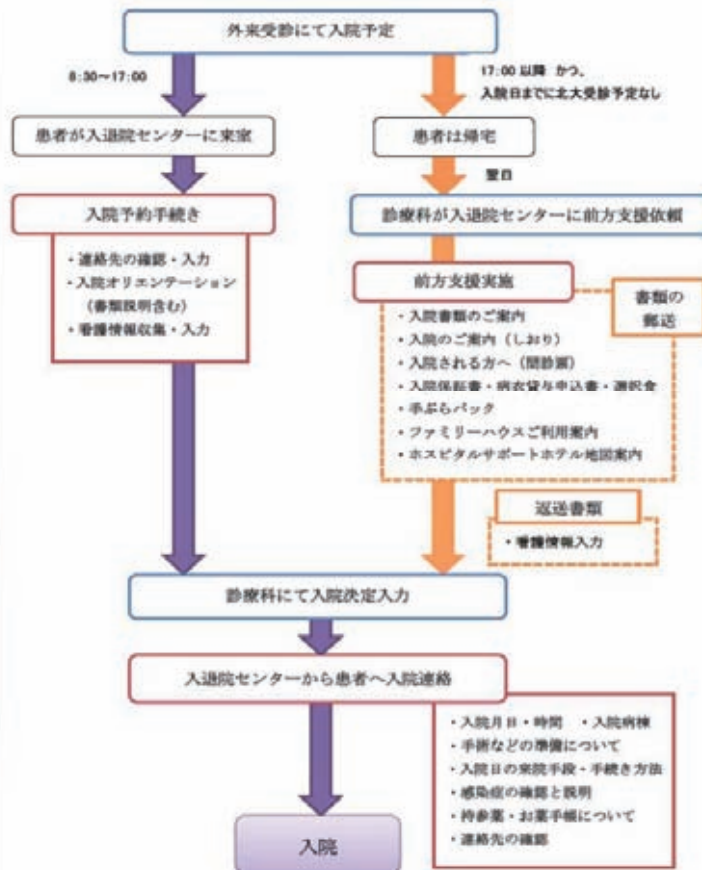 外来受診にて入院予定
8:30～17:00
17:00以降 かつ、
入院日までに北大受診予定なし
患者が入退院センターに来室
患者は帰宅
翌日
入院予約手続き
・連絡先の確認・入力
・入院オリエンテーション
（書類説明含む）
・看護情報収集・入力
診療科が入退院センターに前方支援依頼
前方支援実施
書類の
郵送
・入院書類のご案内
・入院のご案内（しおり）
・入院される方へ（問診票）
・入院保証書・病衣貸与申込書・選択食
・手ぶらパック
・ファミリーハウスご利用案内
・ホスピタルサポートホテル地図案内
返送書類
・看護情報入力
診療科にて入院決定入力
入退院センターから患者へ入院連絡
・入院月日・時間 ・入院病棟
・手術などの準備について
・入院日の来院手段・手続き方法
・感染症の確認と説明
・持参薬・お薬手帳について
・連絡先の確認
入院